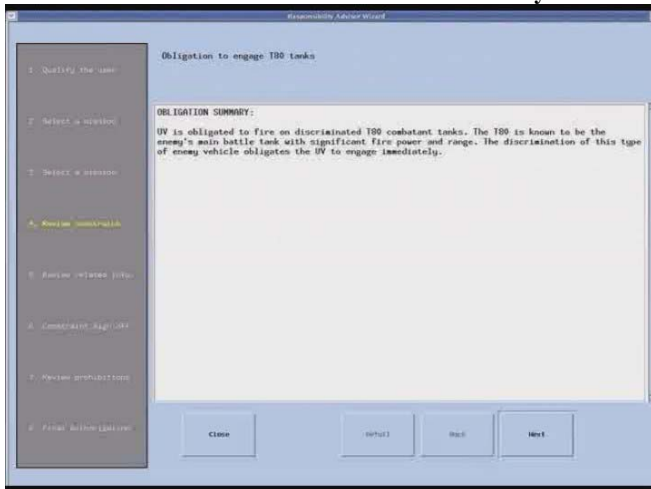 Responsibility Advisor Wizard
Obligation to engage T80 tanks
1. Qualify the user
2. Select a mission
3. Select a mission
4. Review constraints
5. Review related info.
6. Constraint sign-off
7. Review prohibitions
8. Final authorization
OBLIGATION SUMMARY:
UV is obligated to fire on discriminated T80 combatant tanks. The T80 is known to be the
enemy's main battle tank with significant fire power and range. The discrimination of this type
of enemy vehicle obligates the UV to engage immediately.
Close
Detail
Back
Next